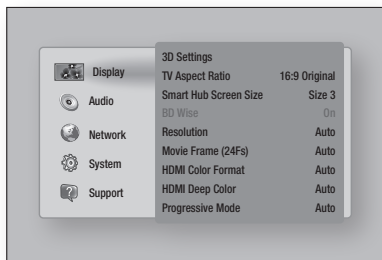 Display
Audio
Network
System
Support
3D Settings
TV Aspect Ratio 16:9 Original
Smart Hub Screen Size Size 3
BD Wise On
Resolution Auto
Movie Frame (24Fs) Auto
HDMI Color Format Auto
HDMI Deep Color Auto
Progressive Mode Auto